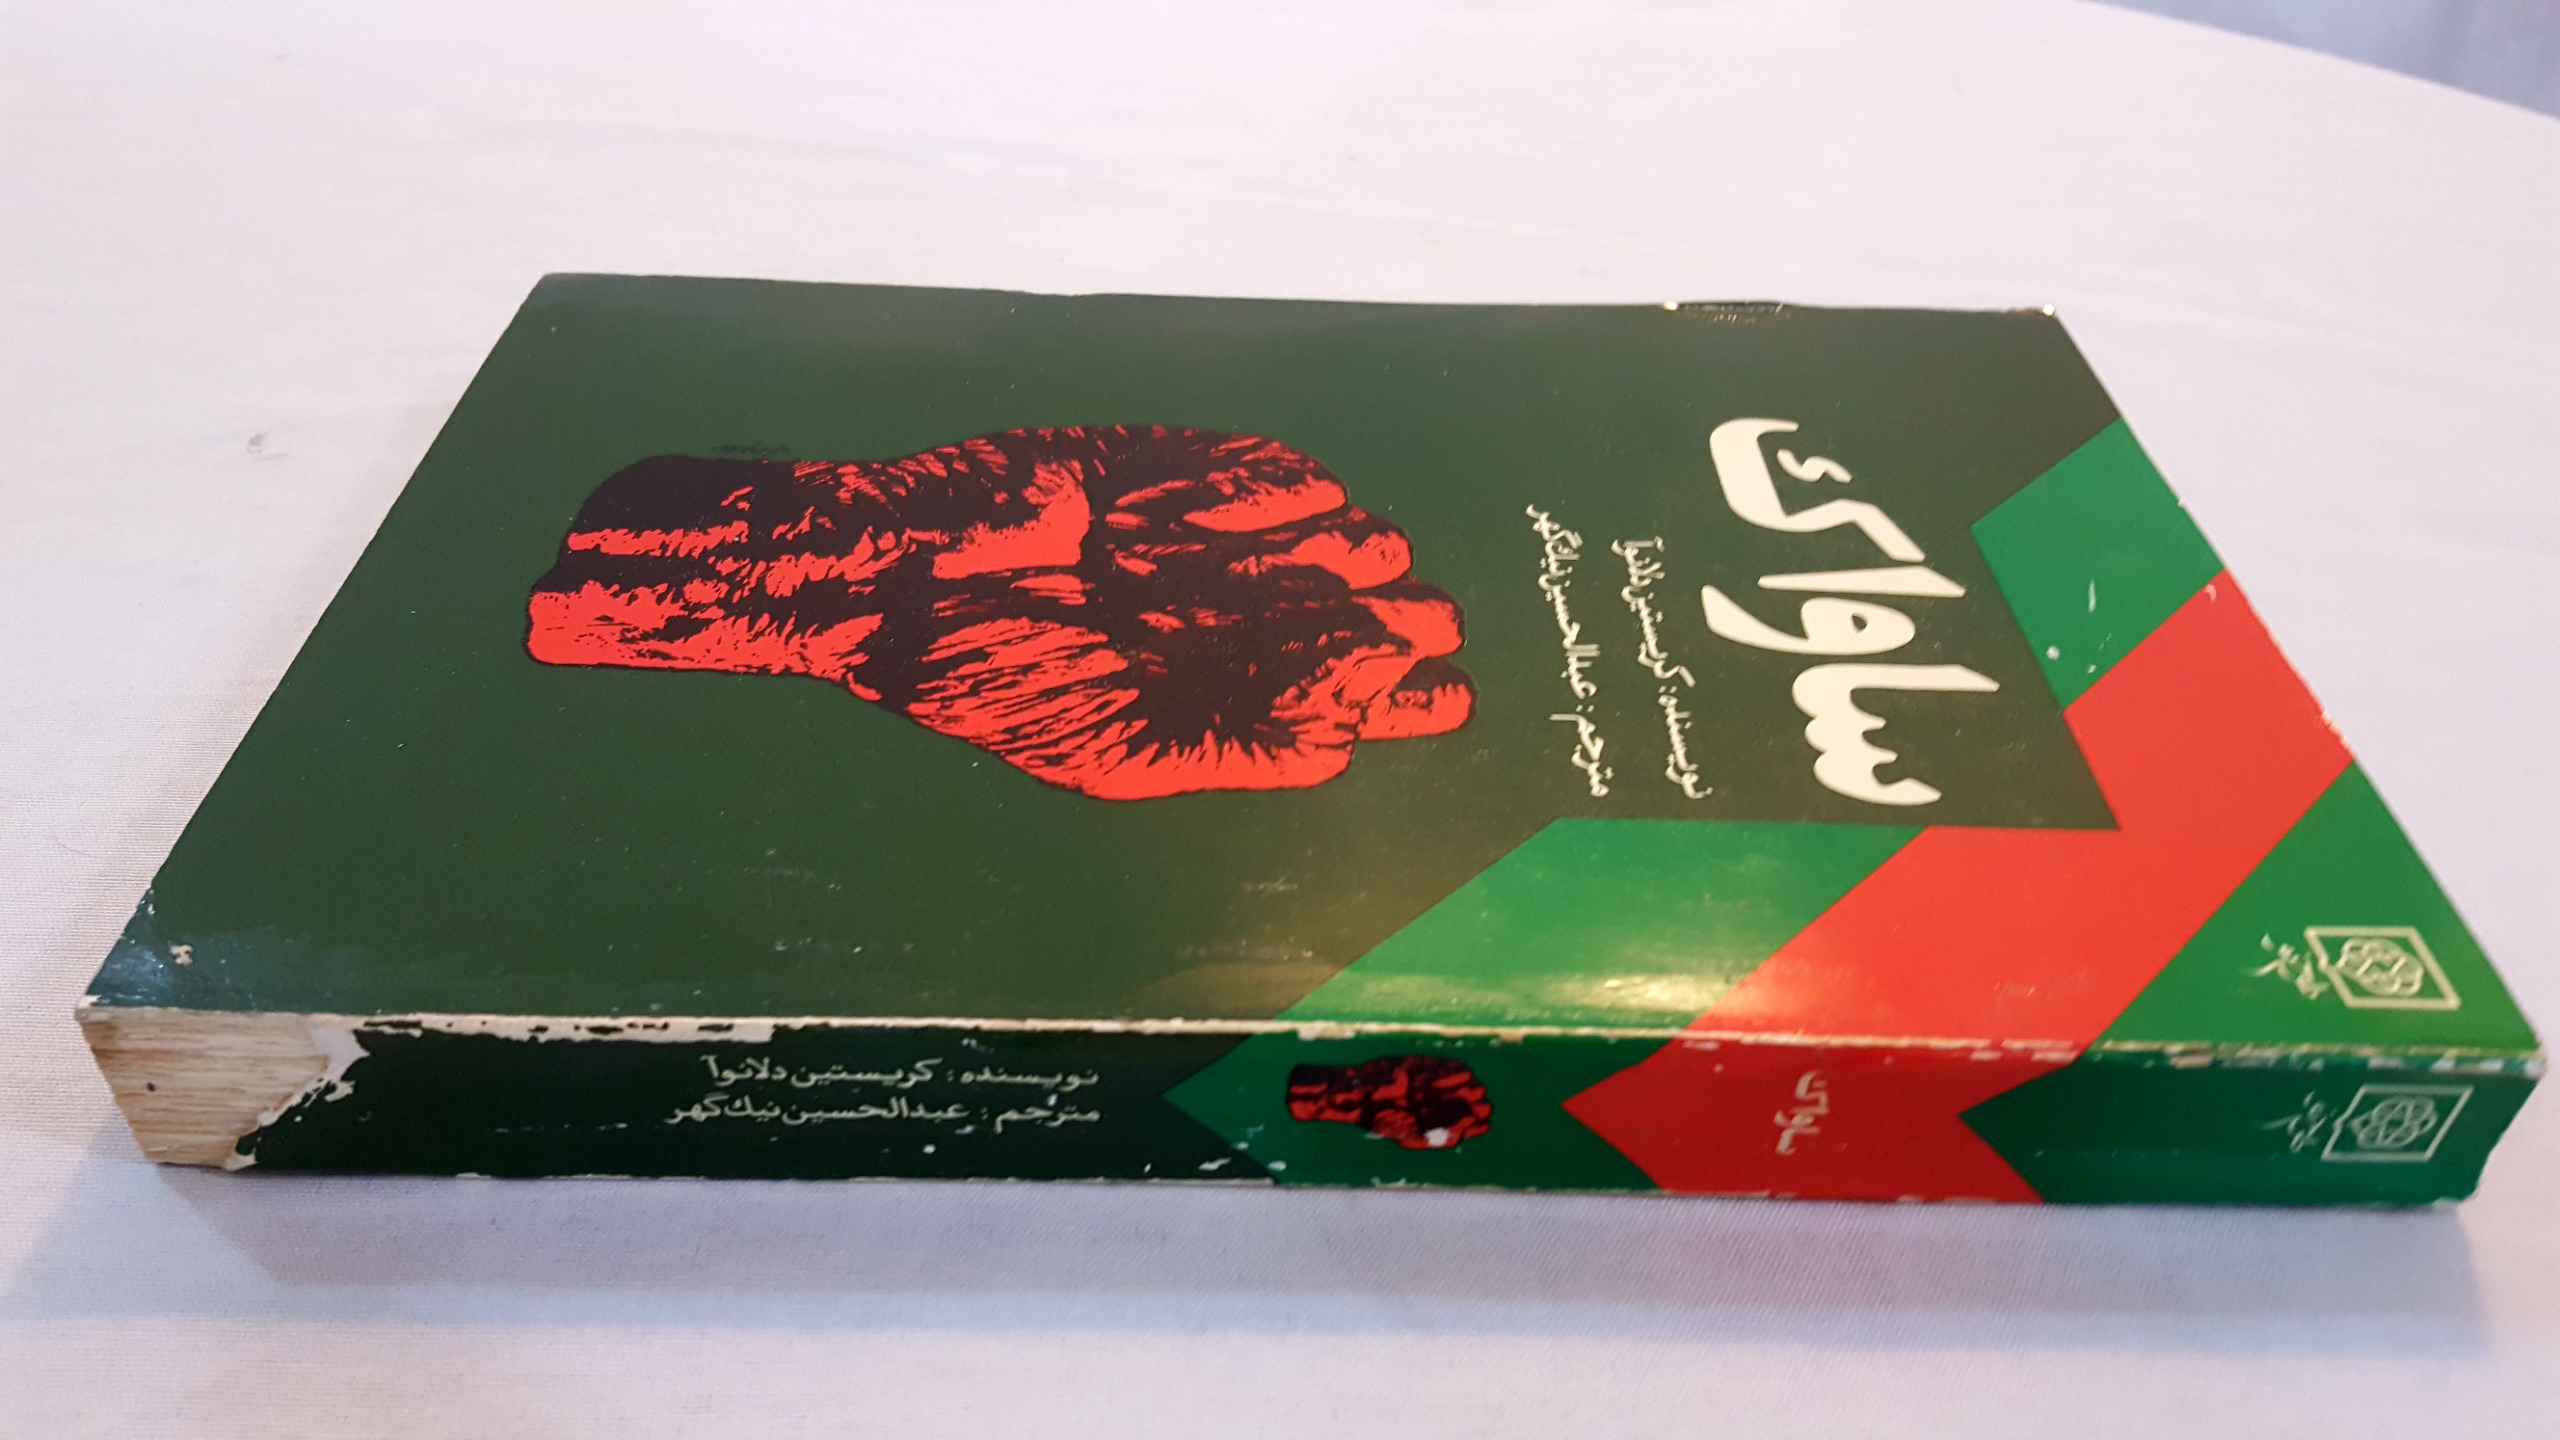 ساواک
نویسنده: کریستین دلانوآ
مترجم: عبدالحسین نیک‌گهر
نویسنده: کریستین دلانوآ
مترجم: عبدالحسین نیک‌گهر
ساواک